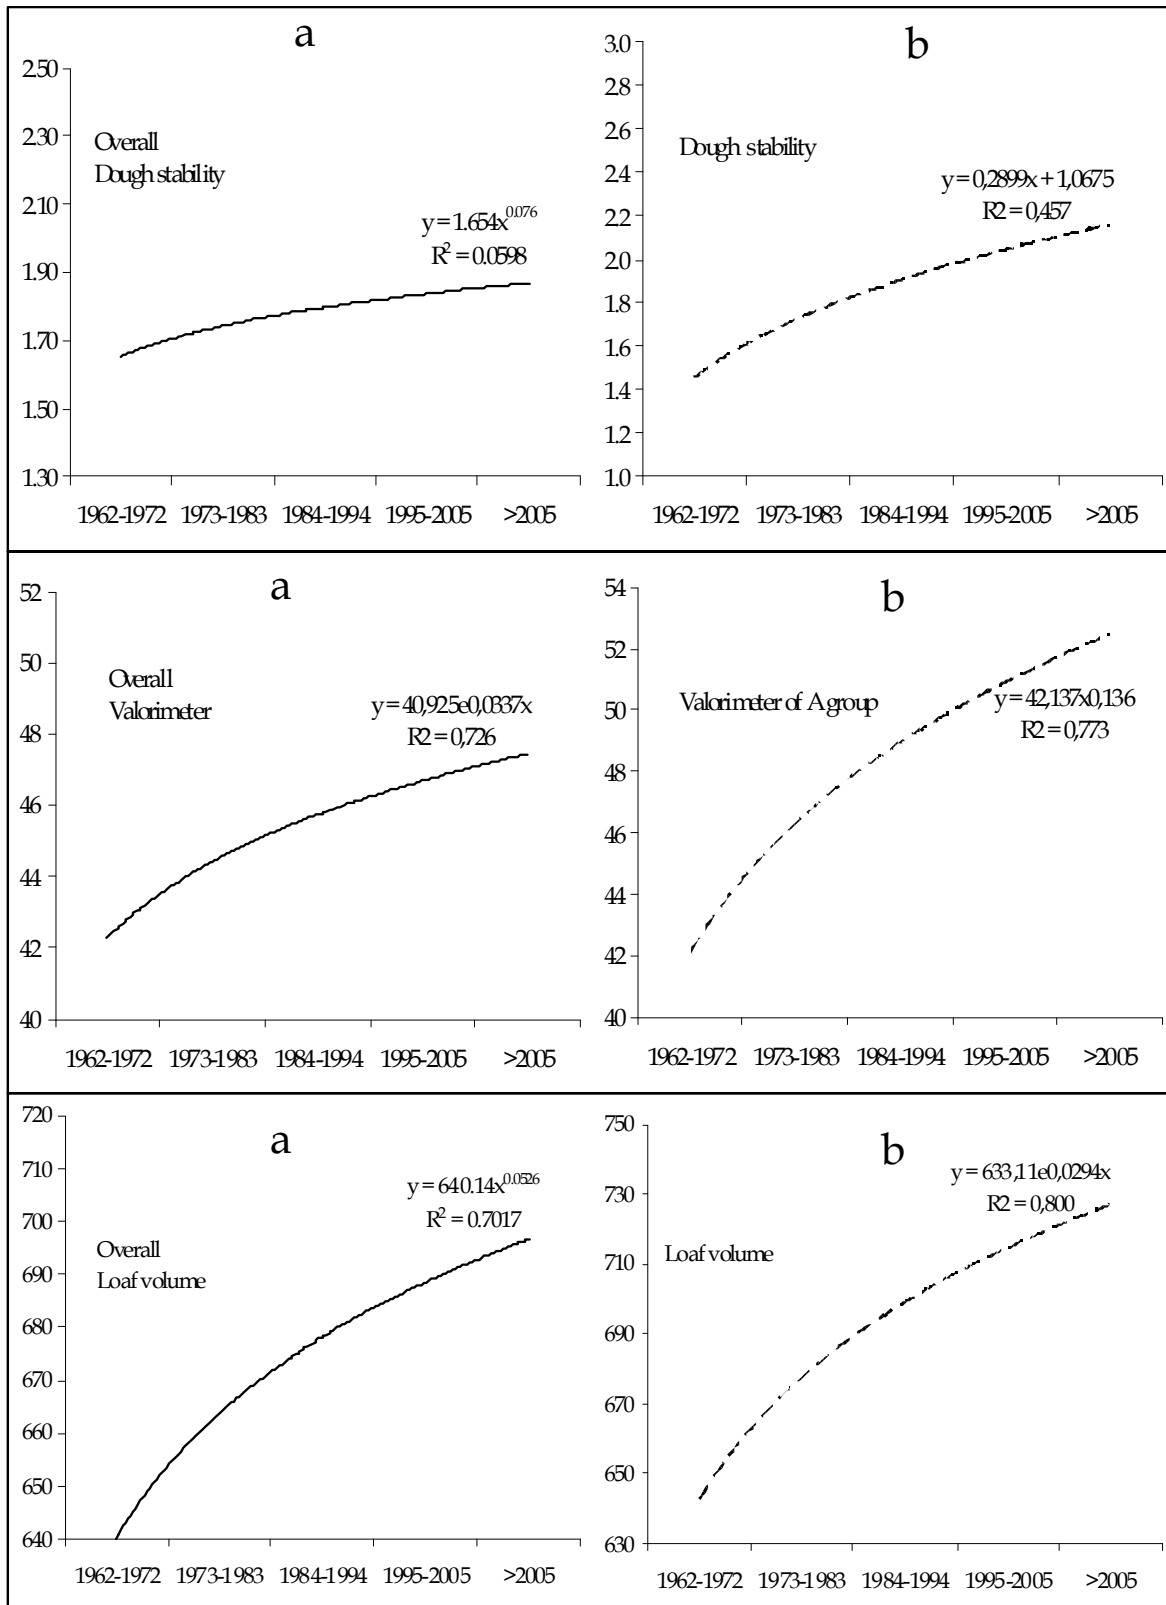 a
2.50
2.30
2.10
1.90
1.70
1.50
1.30
Overall
Dough stability
y = 1.654x^0.076
R^2 = 0.0598
1962-1972 1973-1983 1984-1994 1995-2005 >2005
b
3.0
2.8
2.6
2.4
2.2
2.0
1.8
1.6
1.4
1.2
1.0
Dough stability
y = 0,2899x + 1,0675
R2 = 0,457
1962-1972 1973-1983 1984-1994 1995-2005 >2005
a
52
50
48
46
44
42
40
Overall
Valorimeter
y = 40,925e0,0337x
R2 = 0,726
1962-1972 1973-1983 1984-1994 1995-2005 >2005
b
54
52
50
48
46
44
42
40
Valorimeter of A group
y = 42,137x0,136
R2 = 0,773
1962-1972 1973-1983 1984-1994 1995-2005 >2005
a
720
710
700
690
680
670
660
650
640
Overall
Loaf volume
y = 640.14x^0.0526
R^2 = 0.7017
1962-1972 1973-1983 1984-1994 1995-2005 >2005
b
750
730
710
690
670
650
630
Loaf volume
y = 633,11e0,0294x
R2 = 0,800
1962-1972 1973-1983 1984-1994 1995-2005 >2005